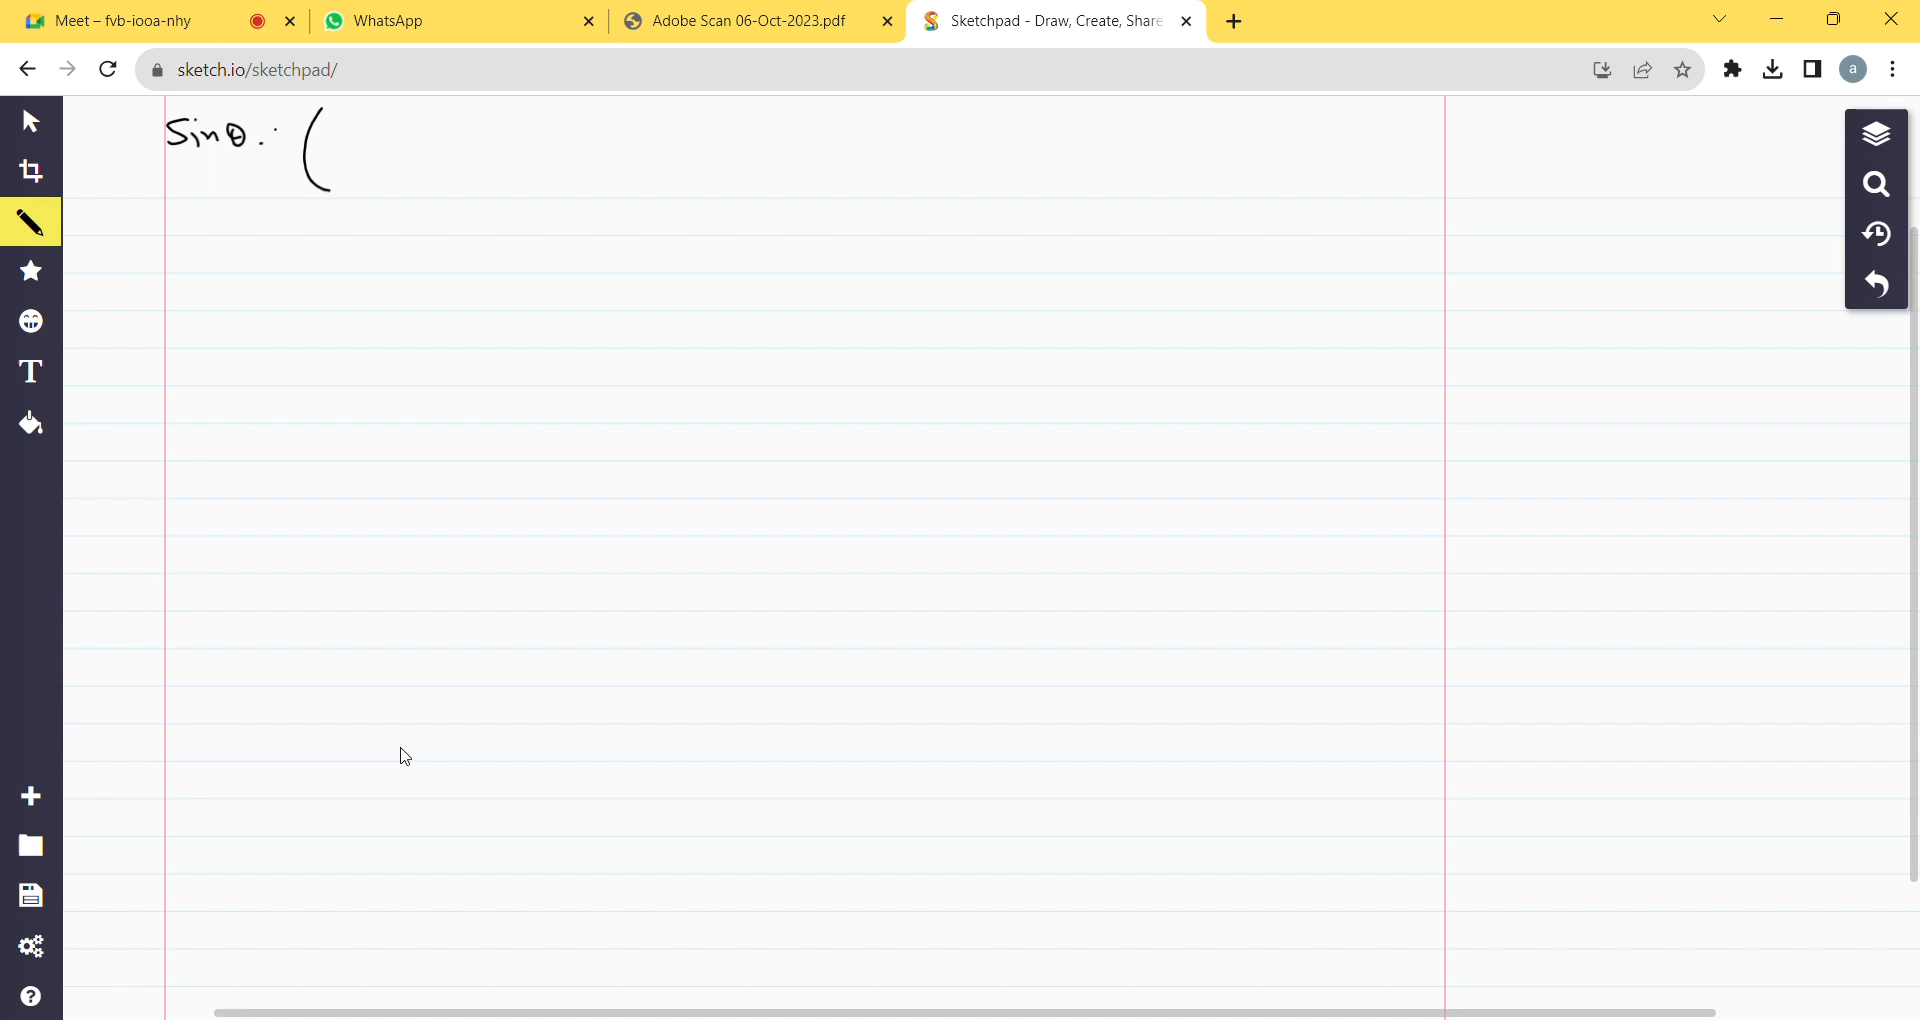 Meet – fvb-iooa-nhy WhatsApp Adobe Scan 06-Oct-2023.pdf Sketchpad - Draw, Create, Share
sketch.io/sketchpad/ a
Sinθ . · (
T
?